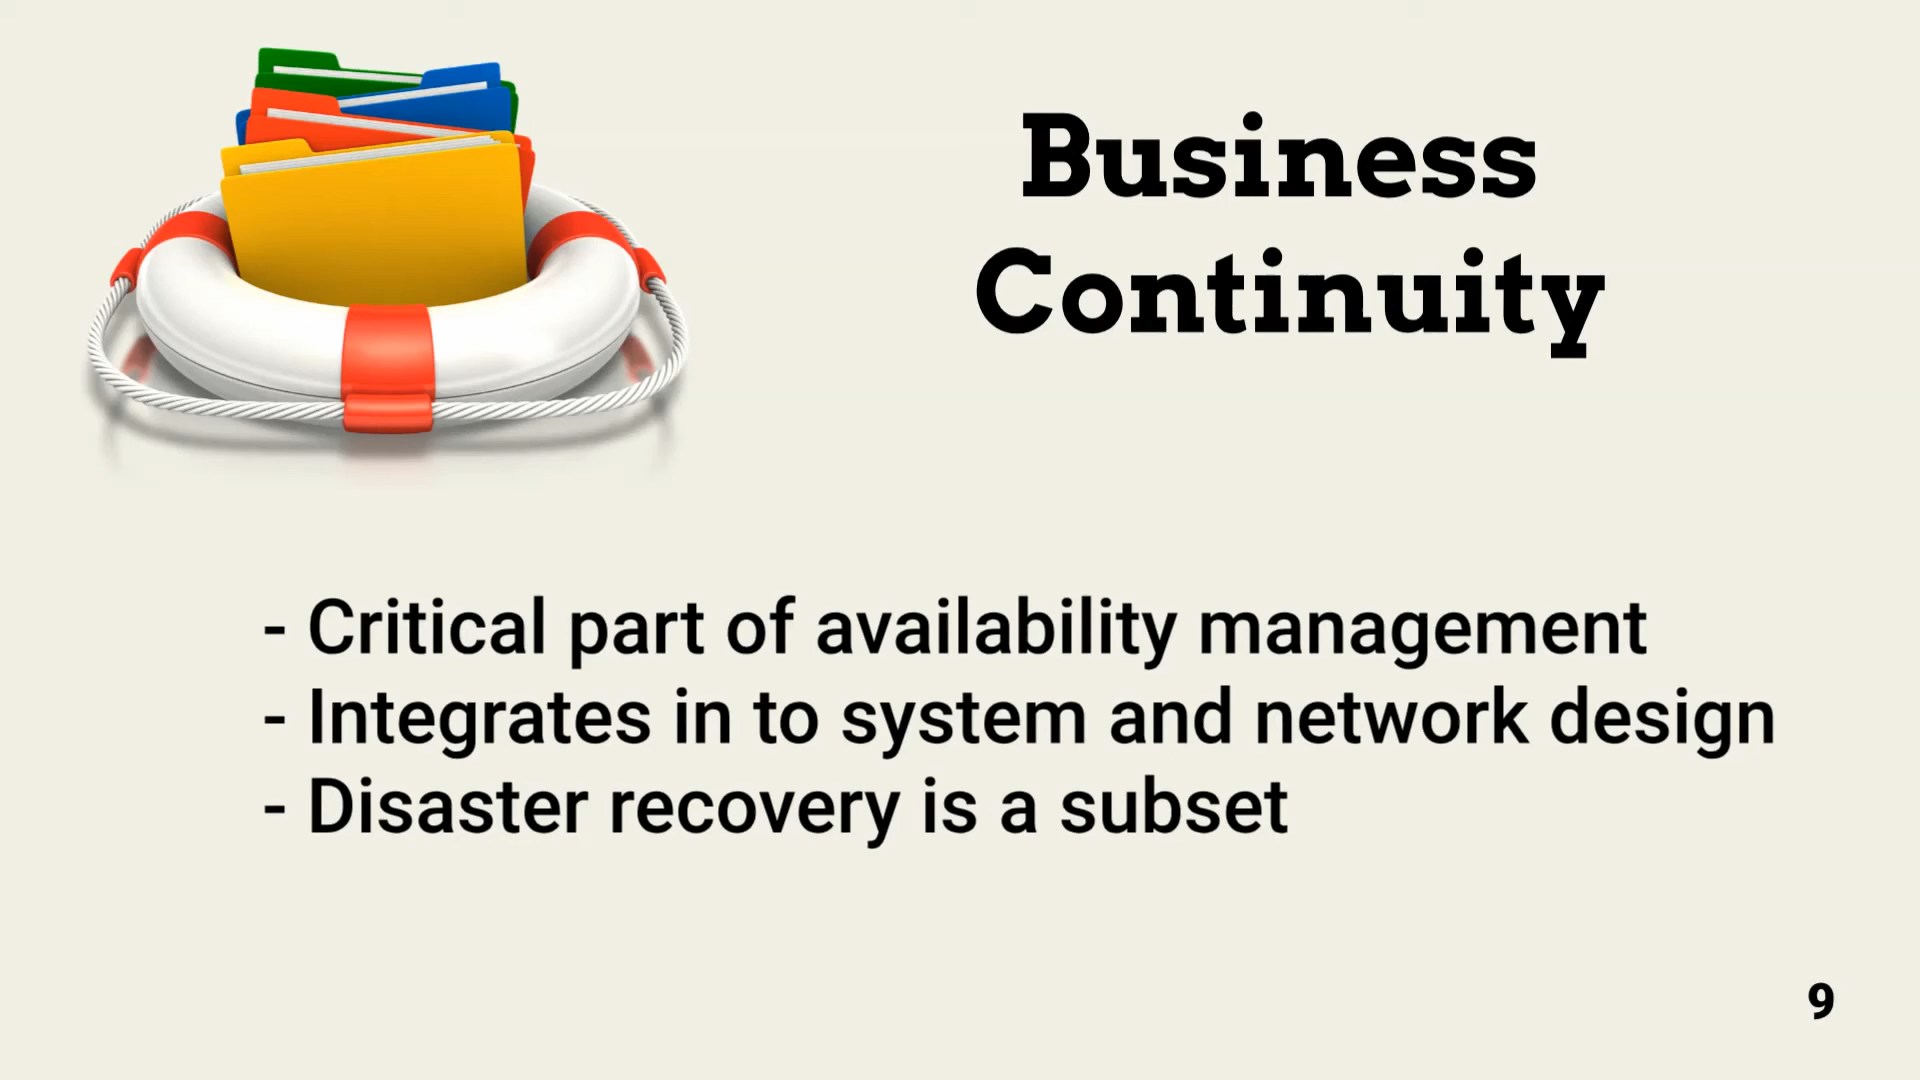 Business
Continuity
- Critical part of availability management
- Integrates in to system and network design
- Disaster recovery is a subset
9